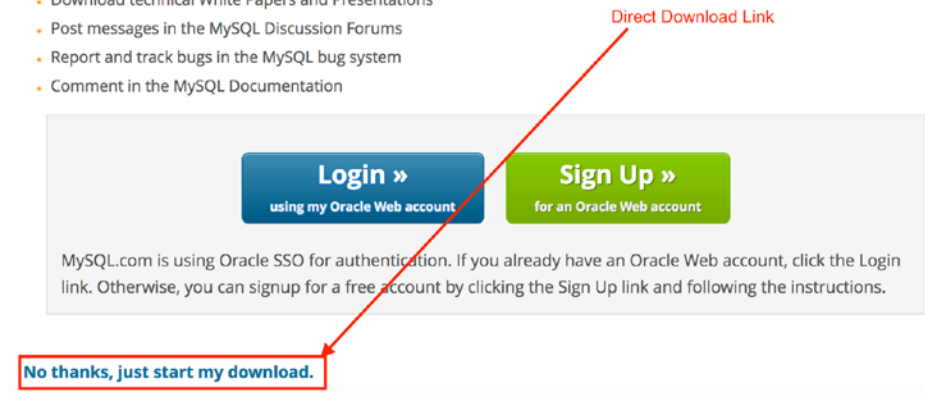 Download technical White Papers and Presentations
Direct Download Link
Post messages in the MySQL Discussion Forums
Report and track bugs in the MySQL bug system
Comment in the MySQL Documentation
Login »
using my Oracle Web account
Sign Up »
for an Oracle Web account
MySQL.com is using Oracle SSO for authentication. If you already have an Oracle Web account, click the Login
link. Otherwise, you can signup for a free account by clicking the Sign Up link and following the instructions.
No thanks, just start my download.